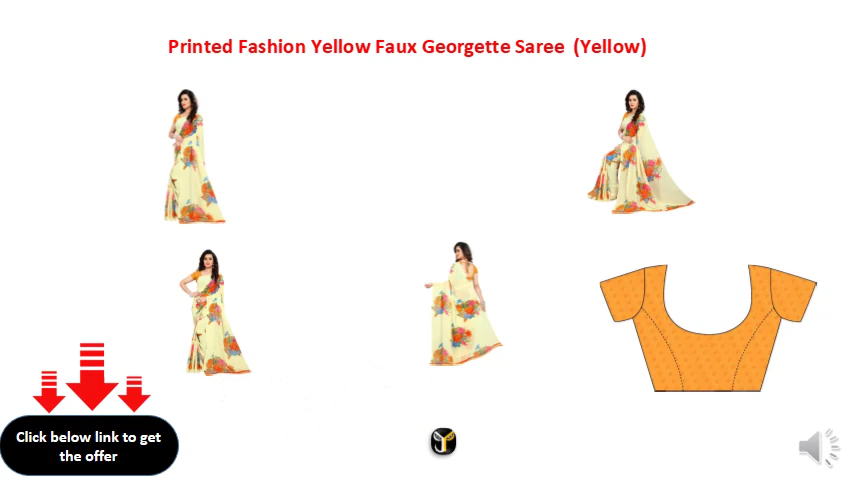 Printed Fashion Yellow Faux Georgette Saree (Yellow)
Click below link to get
the offer